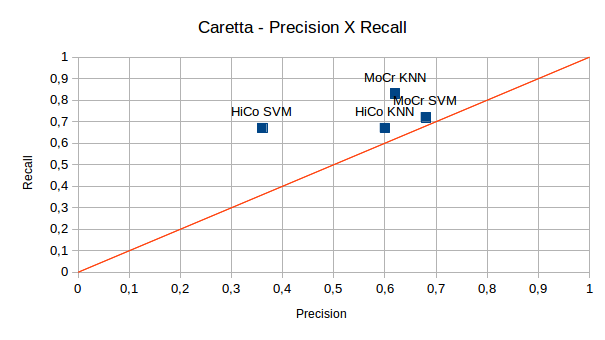 Caretta - Precision X Recall
1
0,9
0,8
0,7
0,6
0,5
0,4
0,3
0,2
0,1
0
Recall
MoCr KNN
MoCr SVM
HiCo SVM
HiCo KNN
0 0,1 0,2 0,3 0,4 0,5 0,6 0,7 0,8 0,9 1
Precision